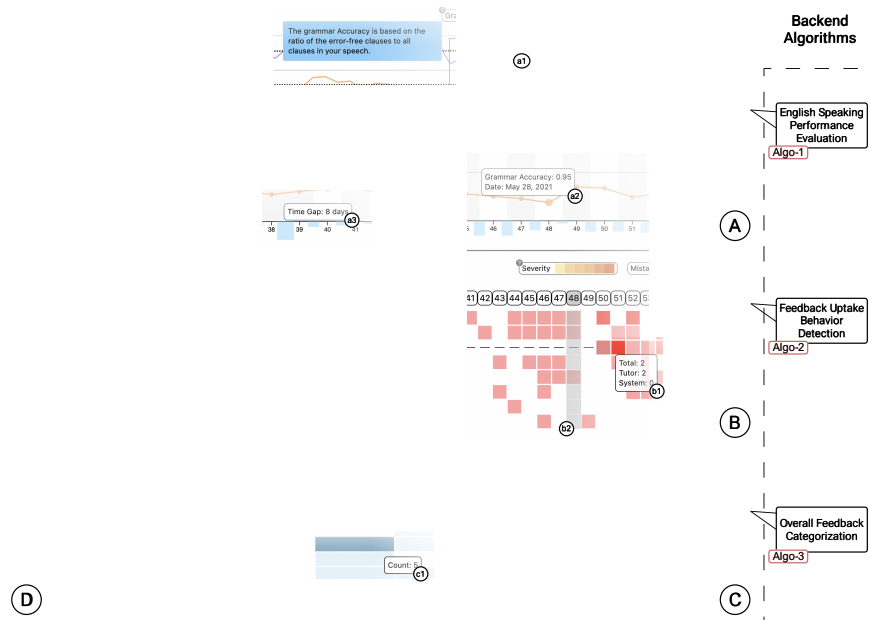 Gra
The grammar Accuracy is based on the
ratio of the error-free clauses to all
clauses in your speech.
a1
Backend
Algorithms
English Speaking
Performance
Evaluation
Algo-1
Grammar Accuracy: 0.95
Date: May 28, 2021
a2
Time Gap: 8 days
a3
38 39 40 41
46 47 48 49 50 51
A
? Severity
Mista
41 42 43 44 45 46 47 48 49 50 51 52
Feedback Uptake
Behavior
Detection
Algo-2
Total: 2
Tutor: 2
System: 0
b1
b2
B
Overall Feedback
Categorization
Algo-3
Count: 5
c1
D
C